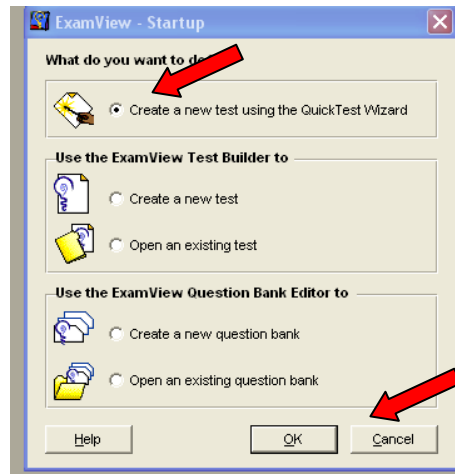 ExamView - Startup
What do you want to do
Create a new test using the QuickTest Wizard
Use the ExamView Test Builder to
Create a new test
Open an existing test
Use the ExamView Question Bank Editor to
Create a new question bank
Open an existing question bank
Help
OK
Cancel